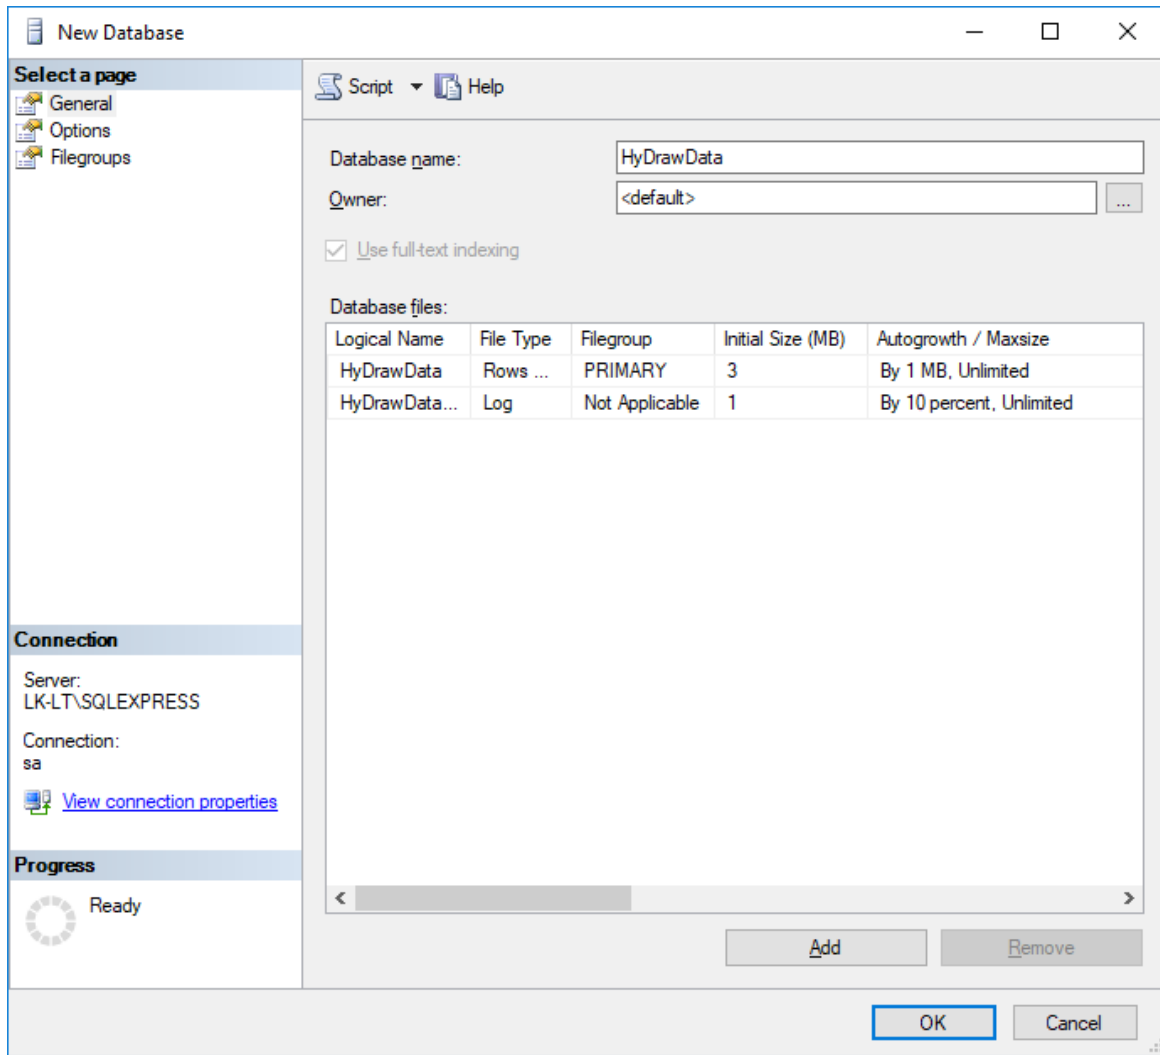 New Database
Select a page
General
Options
Filegroups
Script Help
Database name: HyDrawData
Owner: <default> ...
Use full-text indexing
Database files:
Logical Name File Type Filegroup Initial Size (MB) Autogrowth / Maxsize
HyDrawData Rows ... PRIMARY 3 By 1 MB, Unlimited
HyDrawData... Log Not Applicable 1 By 10 percent, Unlimited
Connection
Server:
LK-LT\SQLEXPRESS
Connection:
sa
View connection properties
Progress
Ready
Add Remove
OK Cancel